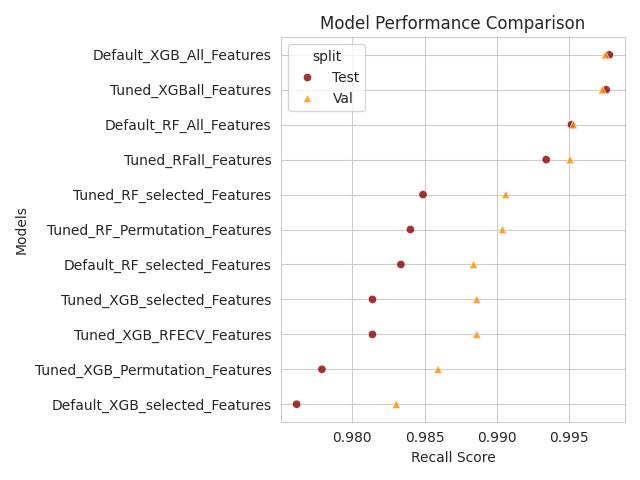 Model Performance Comparison
split
Test
Val
Models
Default_XGB_All_Features
Tuned_XGBall_Features
Default_RF_All_Features
Tuned_RFall_Features
Tuned_RF_selected_Features
Tuned_RF_Permutation_Features
Default_RF_selected_Features
Tuned_XGB_selected_Features
Tuned_XGB_RFECV_Features
Tuned_XGB_Permutation_Features
Default_XGB_selected_Features
0.980 0.985 0.990 0.995
Recall Score